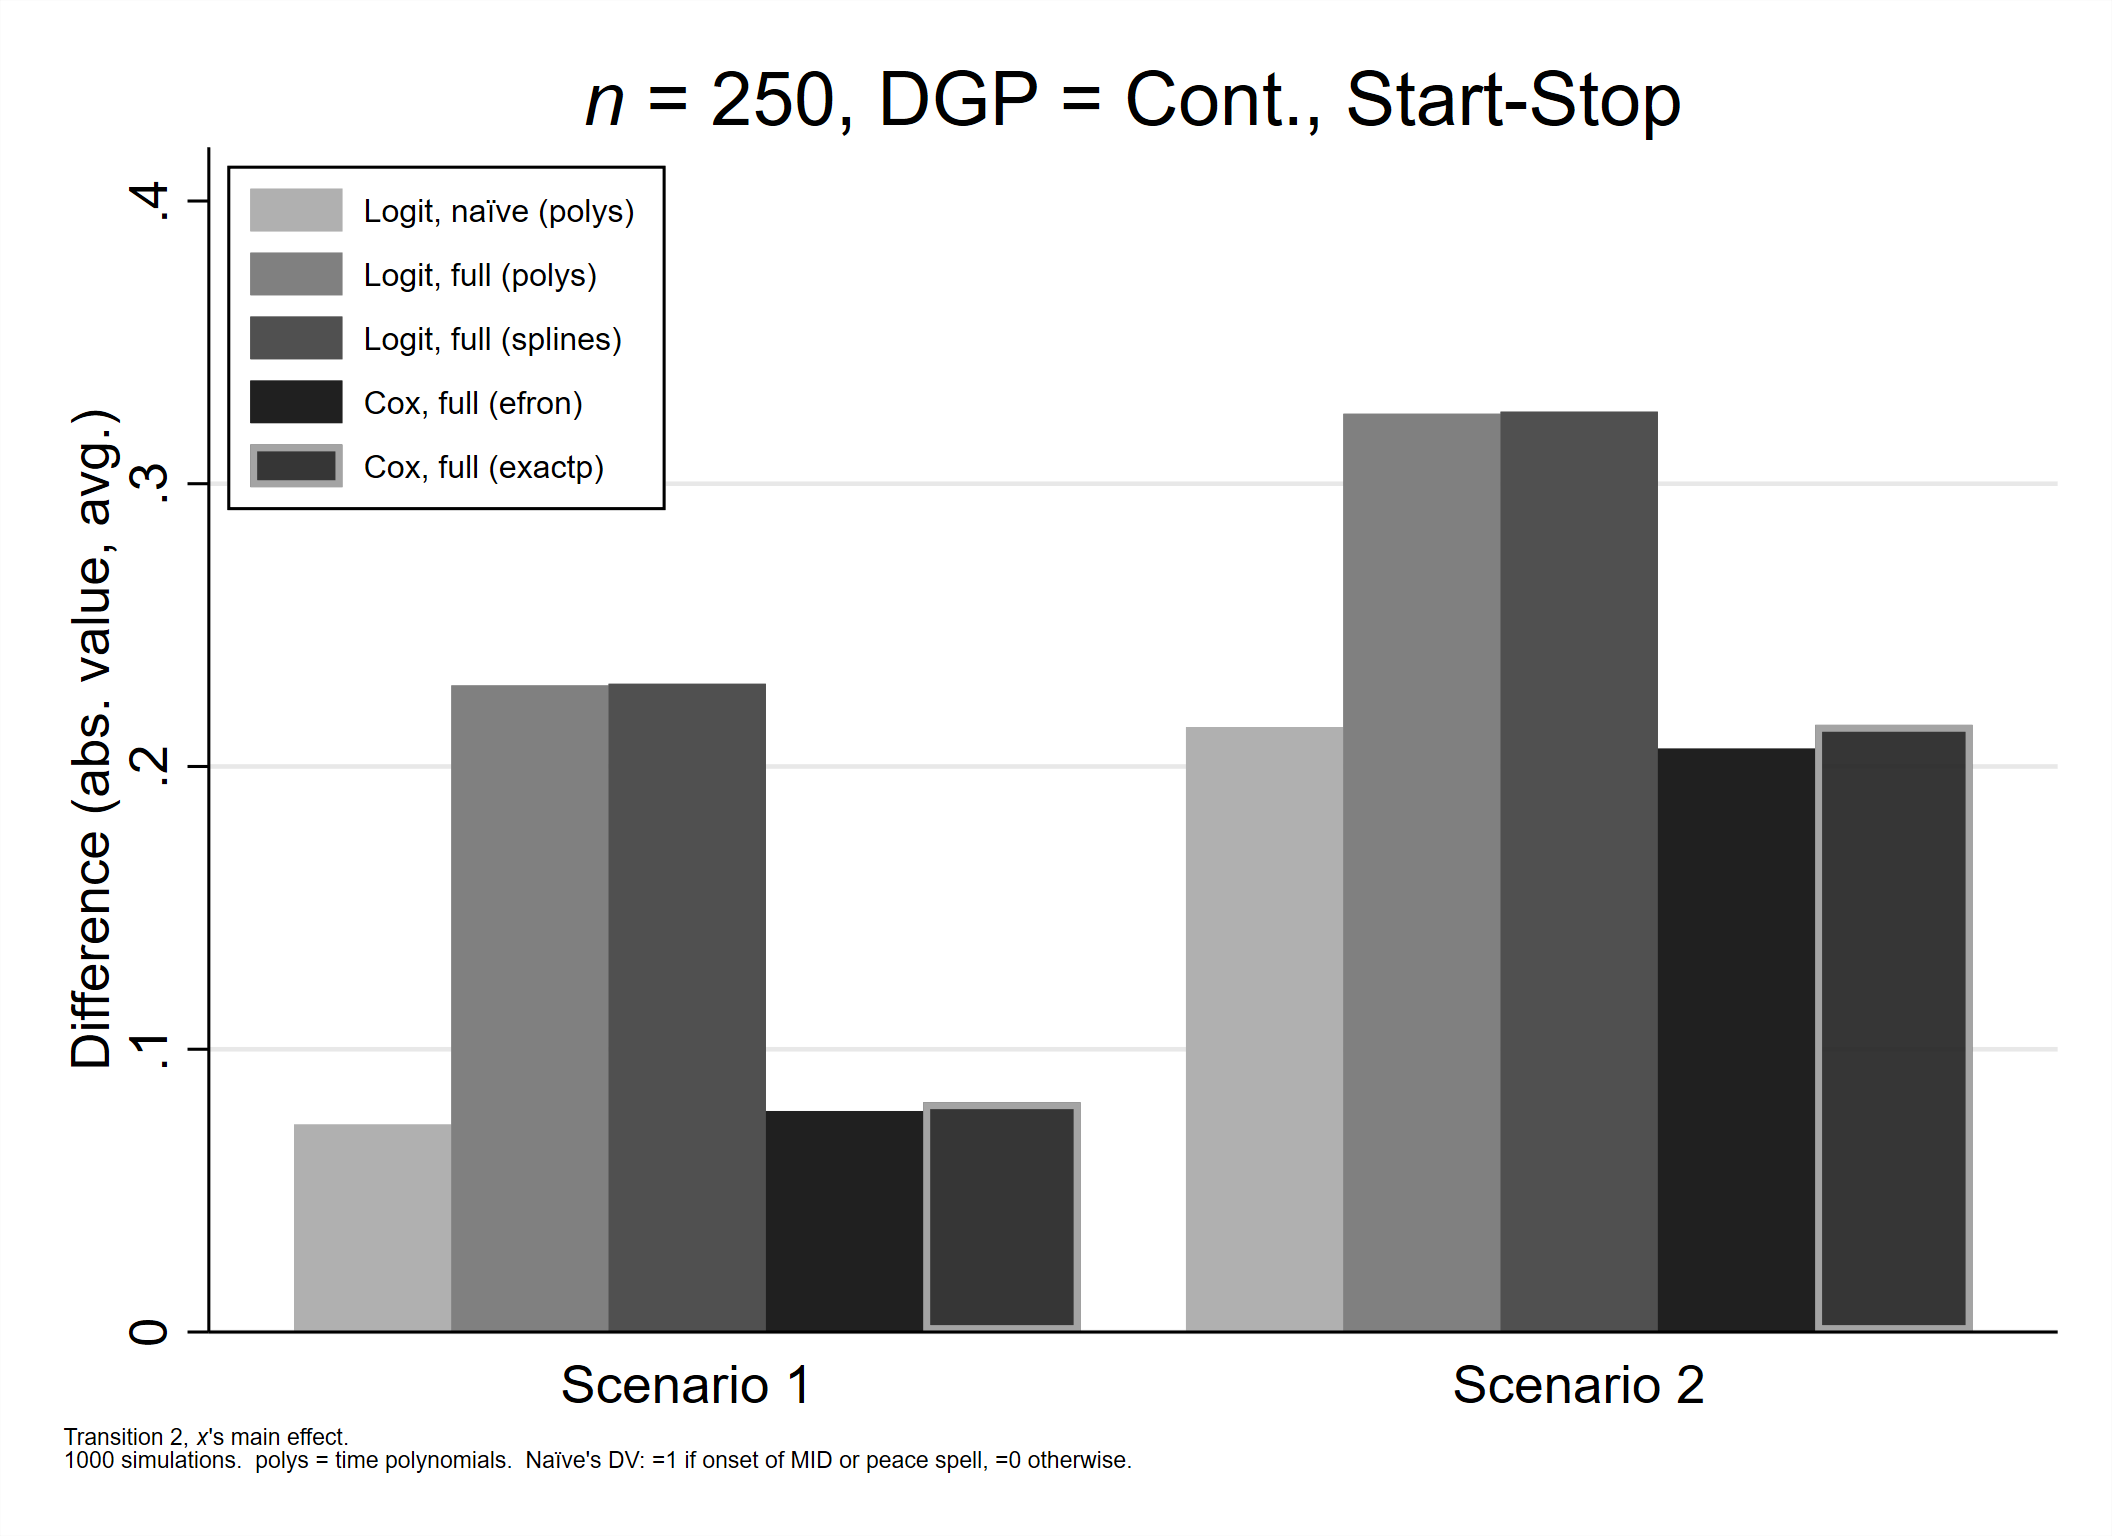 n = 250, DGP = Cont., Start-Stop
Logit, naïve (polys)
Logit, full (polys)
Logit, full (splines)
Cox, full (efron)
Cox, full (exactp)
Difference (abs. value, avg.)
.4
.3
.2
.1
0
Scenario 1
Scenario 2
Transition 2, x's main effect.
1000 simulations.  polys = time polynomials.  Naïve's DV: =1 if onset of MID or peace spell, =0 otherwise.